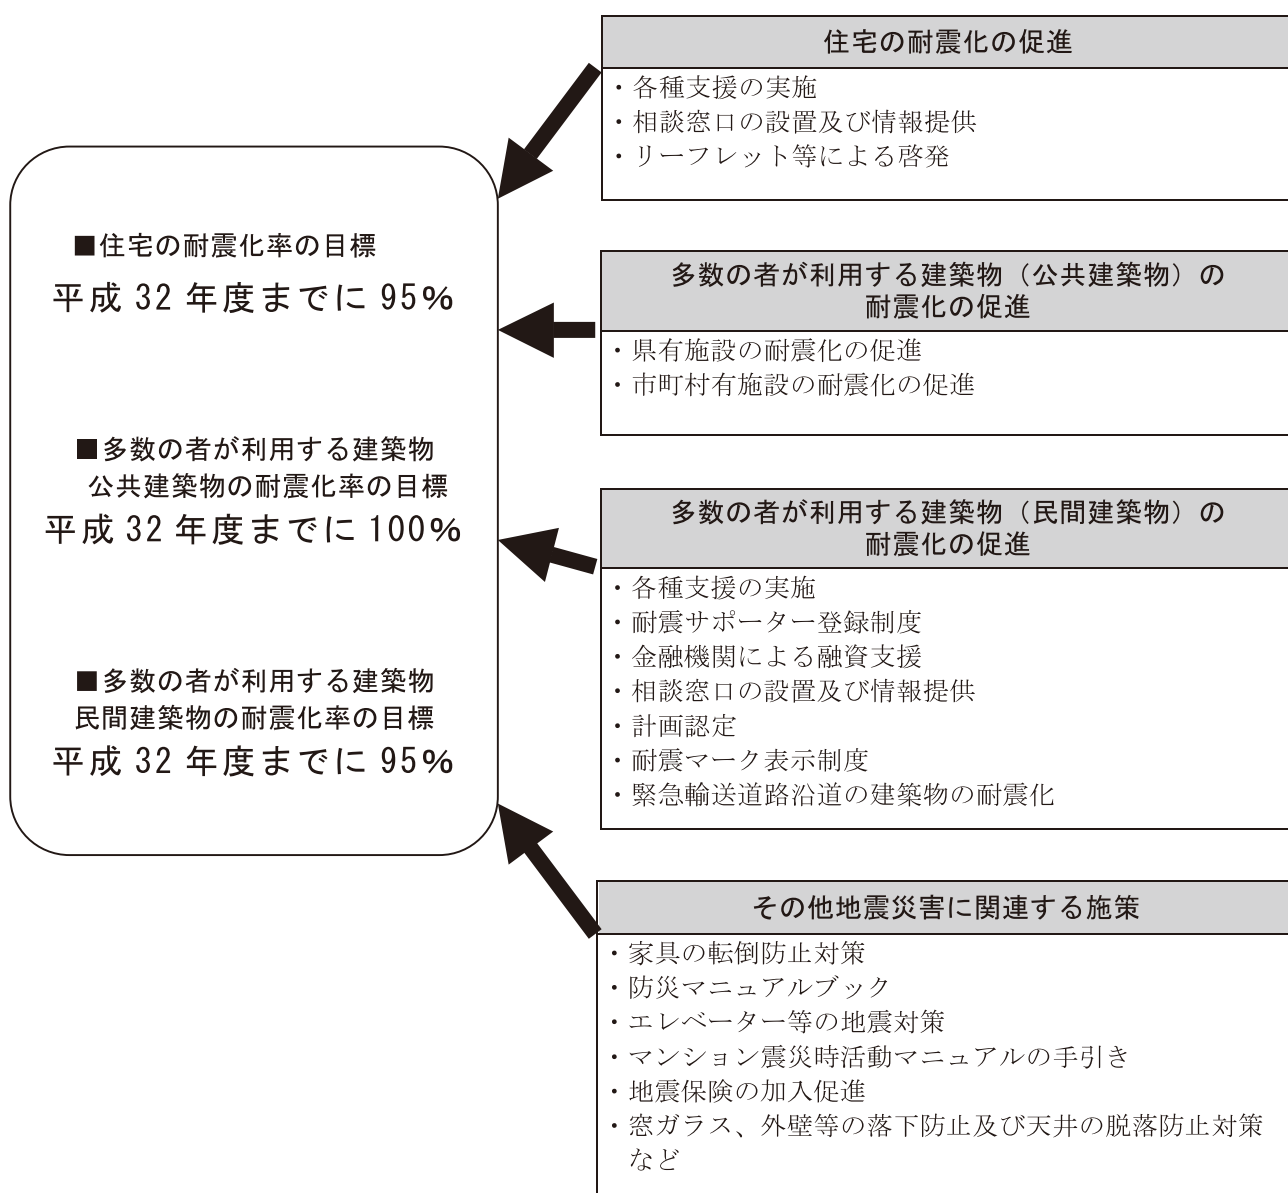 ■住宅の耐震化率の目標
平成 32 年度までに 95%
■多数の者が利用する建築物
公共建築物の耐震化率の目標
平成 32 年度までに 100%
■多数の者が利用する建築物
民間建築物の耐震化率の目標
平成 32 年度までに 95%
住宅の耐震化の促進
・各種支援の実施
・相談窓口の設置及び情報提供
・リーフレット等による啓発
多数の者が利用する建築物（公共建築物）の
耐震化の促進
・県有施設の耐震化の促進
・市町村有施設の耐震化の促進
多数の者が利用する建築物（民間建築物）の
耐震化の促進
・各種支援の実施
・耐震サポーター登録制度
・金融機関による融資支援
・相談窓口の設置及び情報提供
・計画認定
・耐震マーク表示制度
・緊急輸送道路沿道の建築物の耐震化
その他地震災害に関連する施策
・家具の転倒防止対策
・防災マニュアルブック
・エレベーター等の地震対策
・マンション震災時活動マニュアルの手引き
・地震保険の加入促進
・窓ガラス、外壁等の落下防止及び天井の脱落防止対策
など